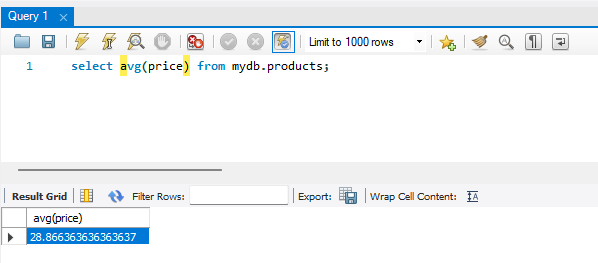 Query 1
Limit to 1000 rows
1 select avg(price) from mydb.products;
Result Grid Filter Rows: Export: Wrap Cell Content:
avg(price)
28.866363636363637